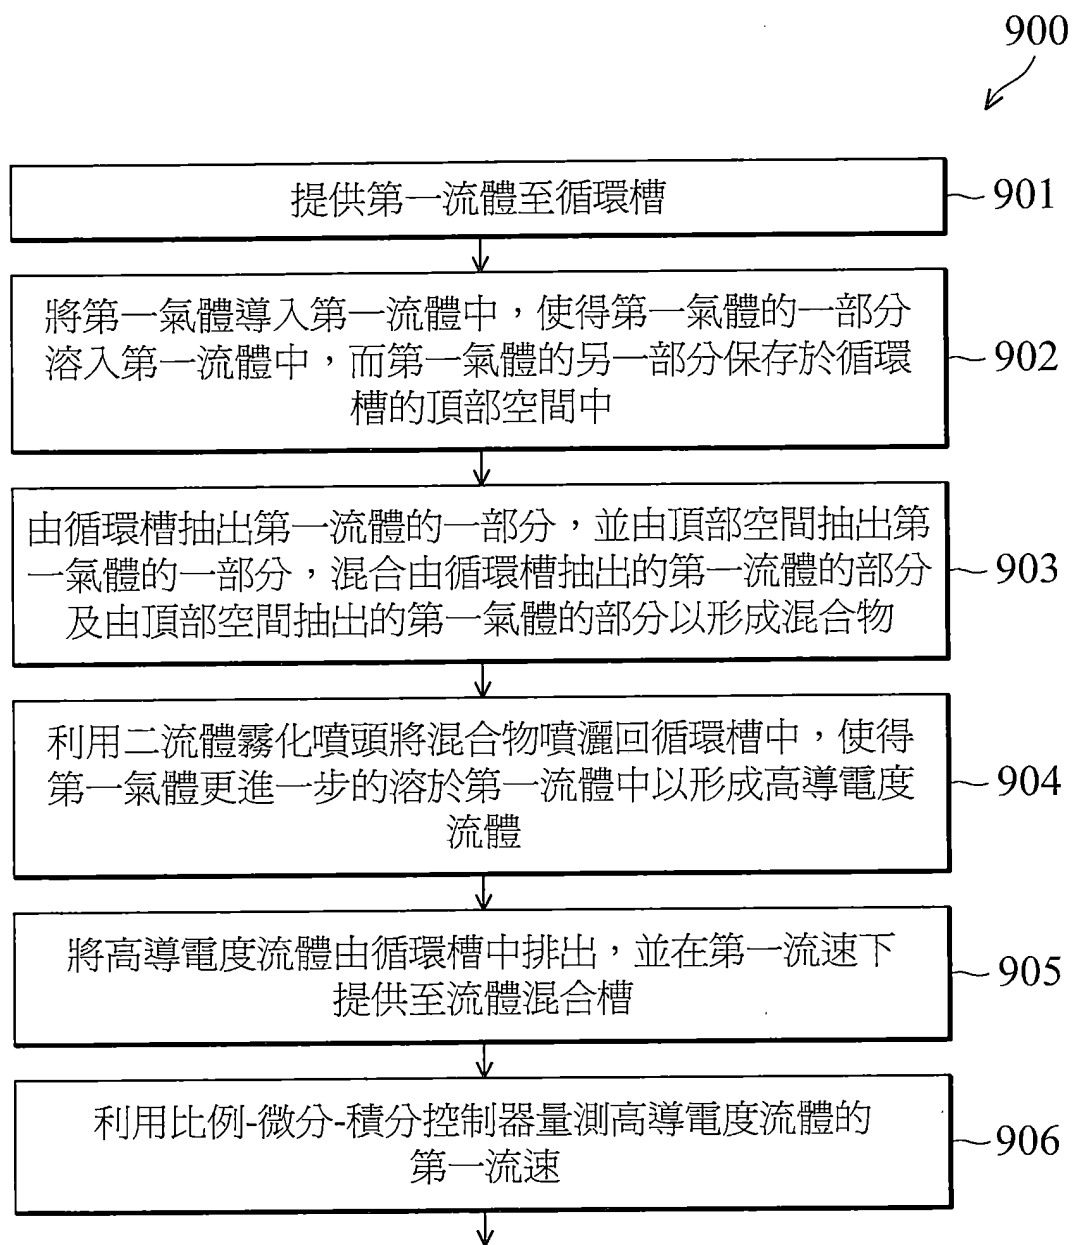 900
提供第一流體至循環槽
901
將第一氣體導入第一流體中，使得第一氣體的一部分
溶入第一流體中，而第一氣體的另一部分保存於循環
槽的頂部空間中
902
由循環槽抽出第一流體的一部分，並由頂部空間抽出第
一氣體的一部分，混合由循環槽抽出的第一流體的部分
及由頂部空間抽出的第一氣體的部分以形成混合物
903
利用二流體霧化噴頭將混合物噴灑回循環槽中，使得
第一氣體更進一步的溶於第一流體中以形成高導電度
流體
904
將高導電度流體由循環槽中排出，並在第一流速下
提供至流體混合槽
905
利用比例-微分-積分控制器量測高導電度流體的
第一流速
906